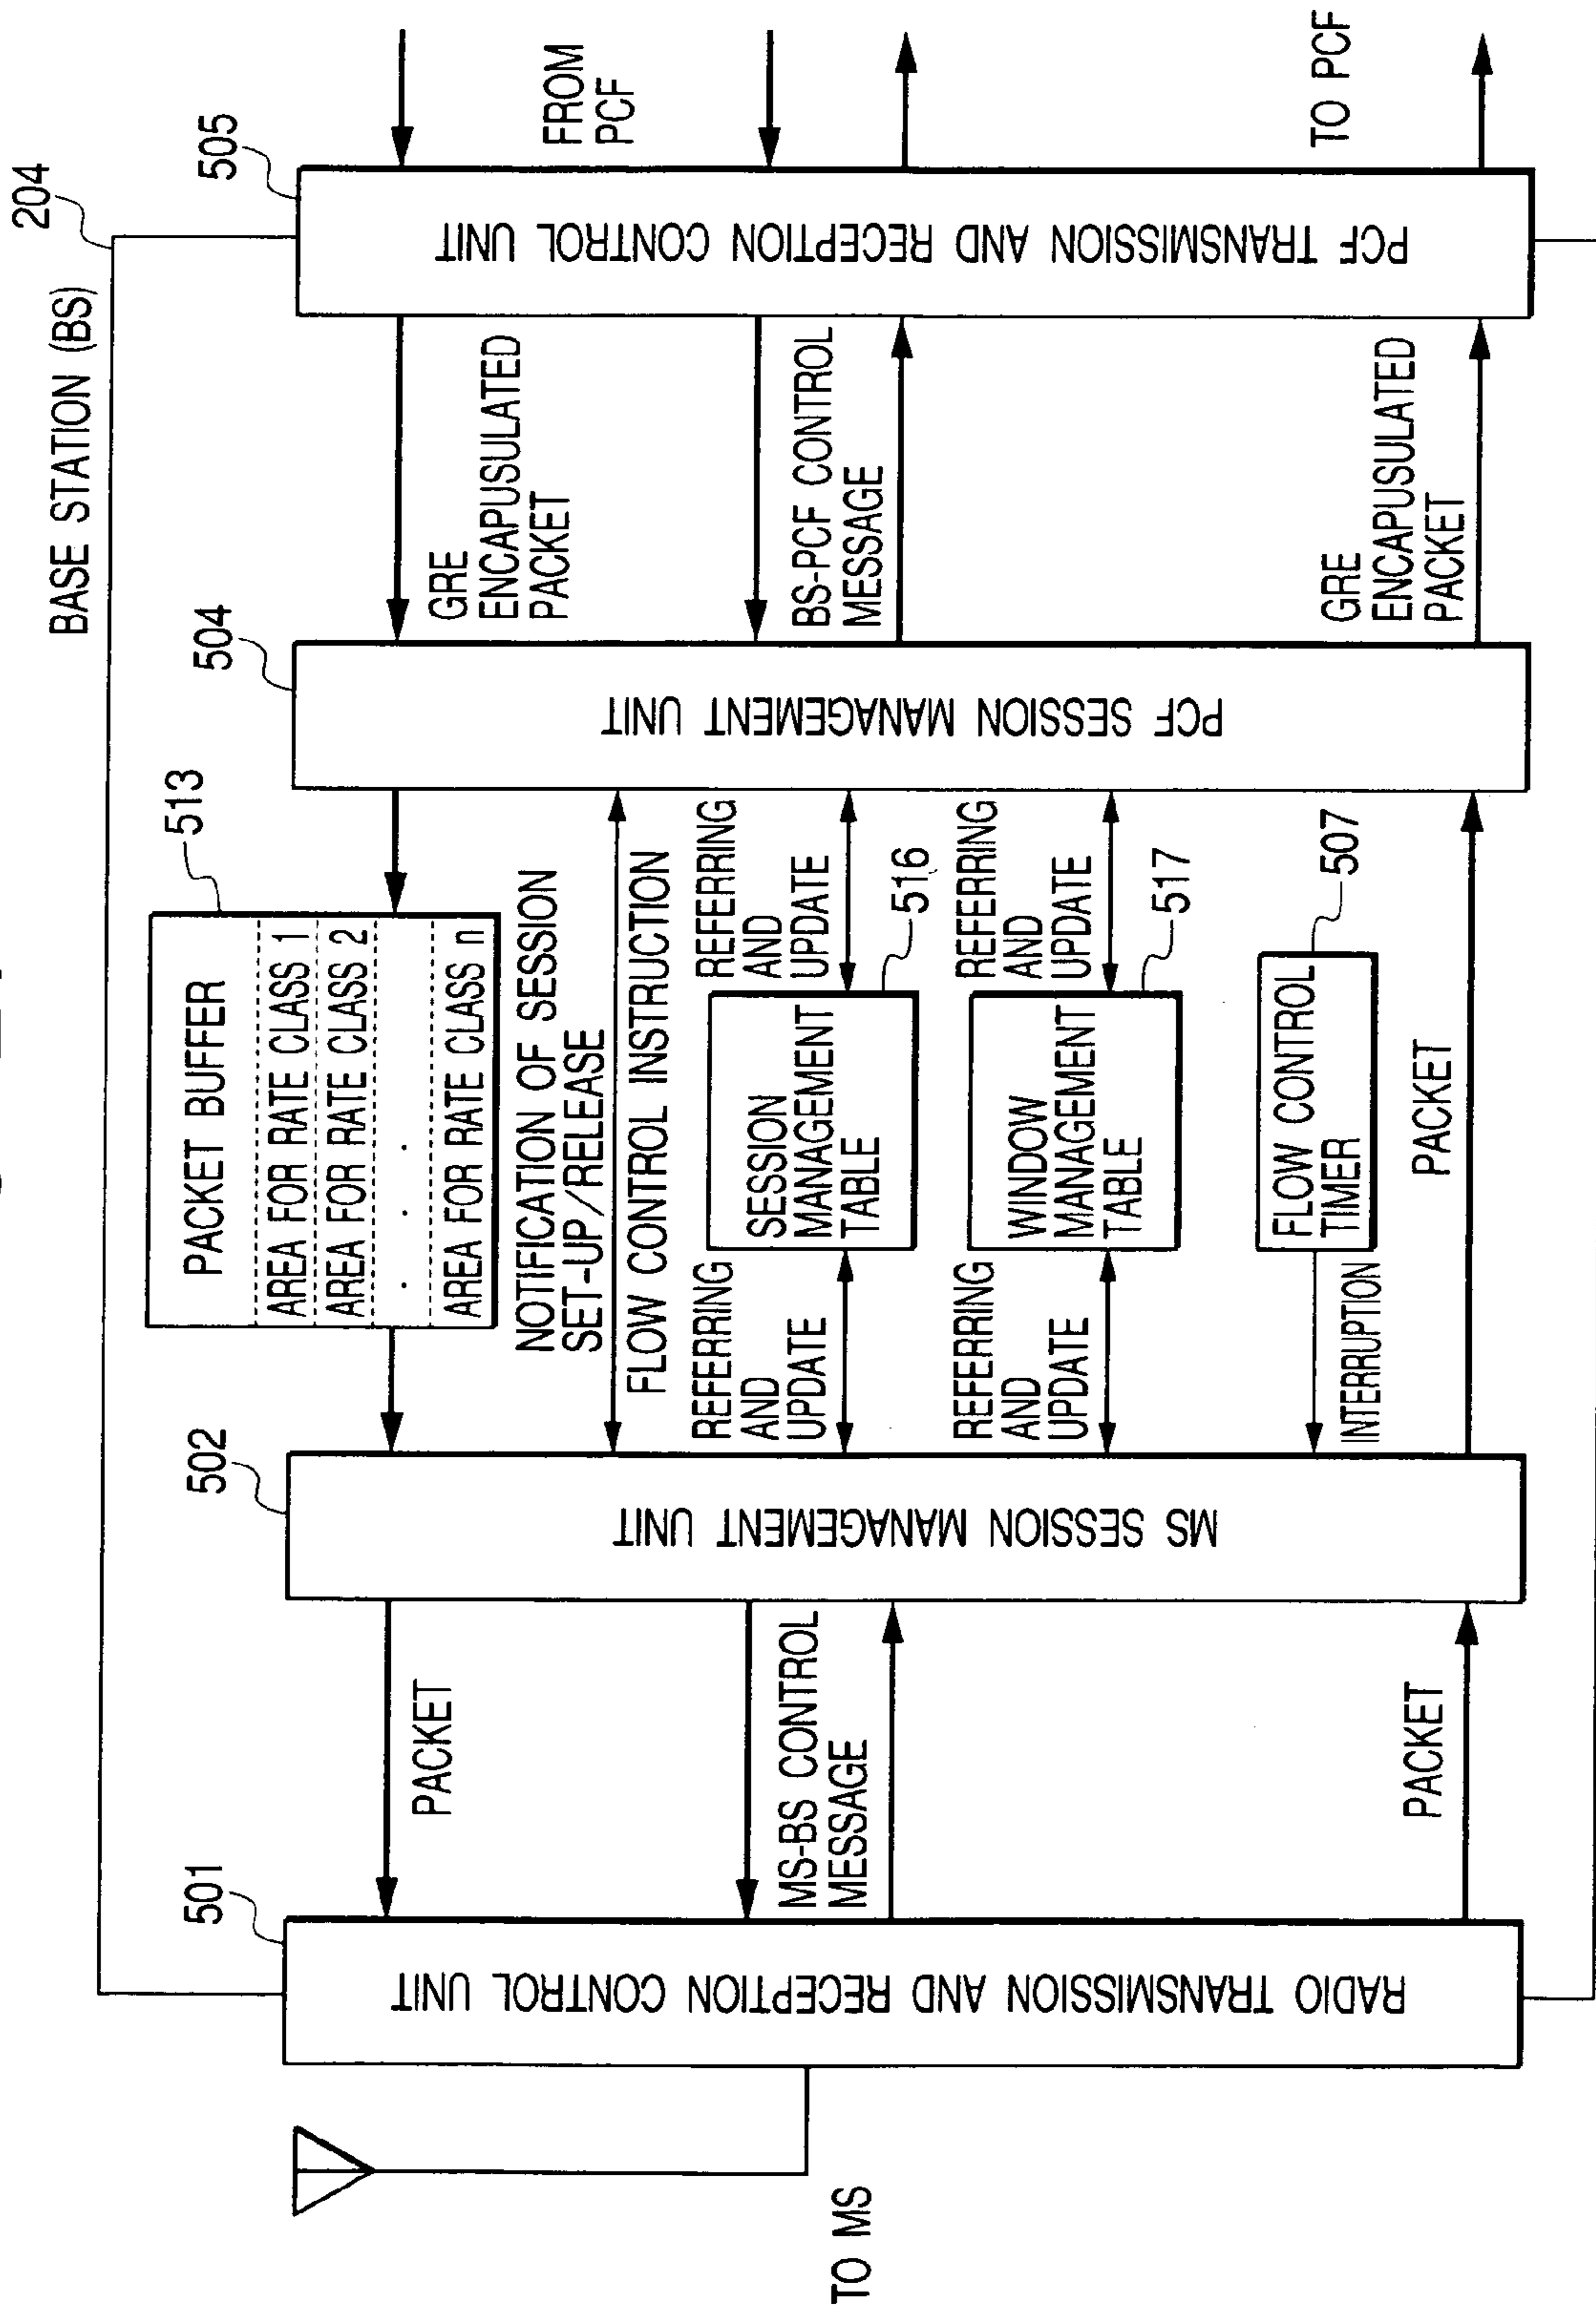 204
BASE STATION (BS)
501
RADIO TRANSMISSION AND RECEPTION CONTROL UNIT
TO MS
PACKET
MS-BS CONTROL
MESSAGE
PACKET
502
MS SESSION MANAGEMENT UNIT
513
PACKET BUFFER
AREA FOR RATE CLASS 1
AREA FOR RATE CLASS 2
. .
AREA FOR RATE CLASS n
NOTIFICATION OF SESSION
SET-UP/RELEASE
FLOW CONTROL INSTRUCTION
REFERRING
AND
UPDATE
SESSION
MANAGEMENT
TABLE
REFERRING
AND
UPDATE
516
REFERRING
AND
UPDATE
WINDOW
MANAGEMENT
TABLE
REFERRING
AND
UPDATE
517
INTERRUPTION
FLOW CONTROL
TIMER
507
PACKET
504
PCF SESSION MANAGEMENT UNIT
GRE
ENCAPUSULATED
PACKET
BS-PCF CONTROL
MESSAGE
GRE
ENCAPUSULATED
PACKET
505
PCF TRANSMISSION AND RECEPTION CONTROL UNIT
FROM
PCF
TO PCF